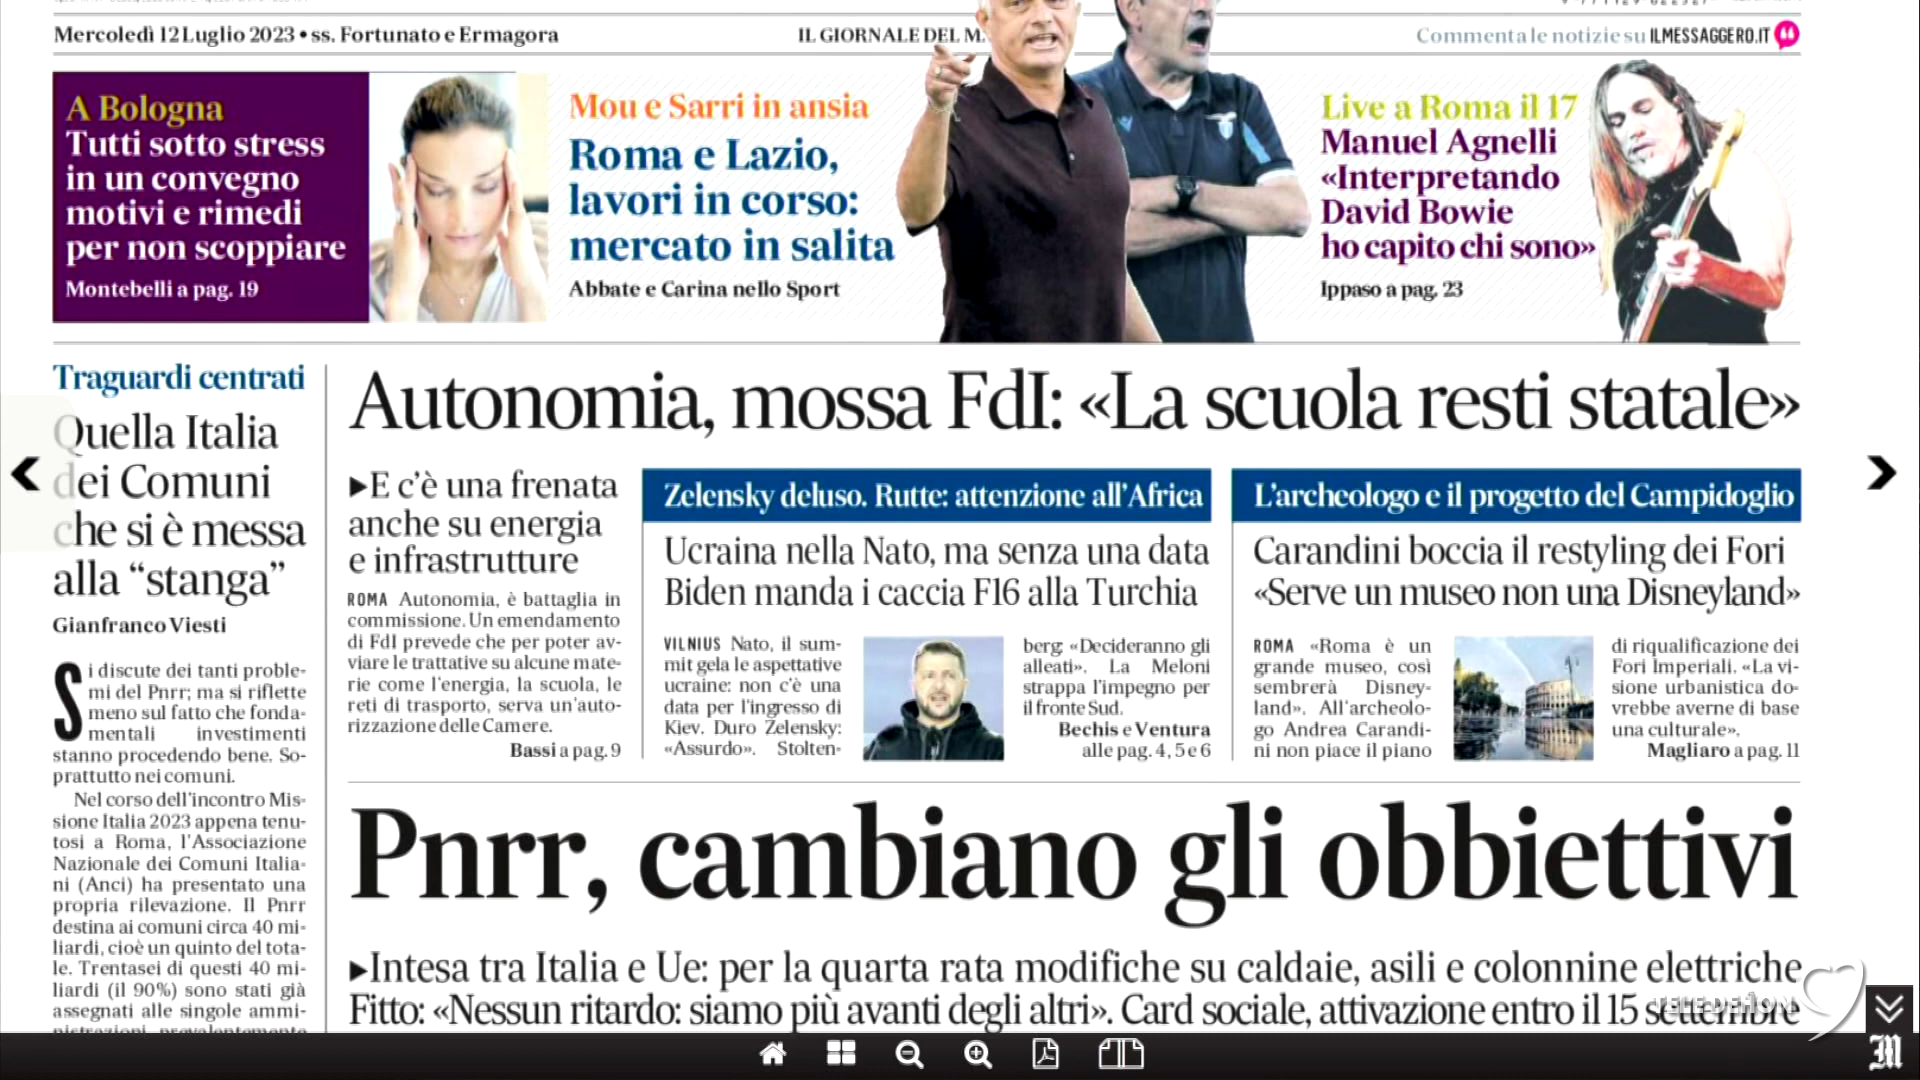 Mercoledì 12 Luglio 2023 • ss. Fortunato e Ermagora
IL GIORNALE DEL M
Commenta le notizie su ILMESSAGGERO.IT
A Bologna
Tutti sotto stress
in un convegno
motivi e rimedi
per non scoppiare
Montebelli a pag. 19
Mou e Sarri in ansia
Roma e Lazio,
lavori in corso:
mercato in salita
Abbate e Carina nello Sport
Live a Roma il 17
Manuel Agnelli
«Interpretando
David Bowie
ho capito chi sono»
Ippaso a pag. 23
Traguardi centrati
Quella Italia
dei Comuni
che si è messa
alla “stanga”
Gianfranco Viesti
Si discute dei tanti proble-
mi del Pnrr; ma si riflette
meno sul fatto che fonda-
mentali investimenti
stanno procedendo bene. So-
prattutto nei comuni.
Nel corso dell'incontro Mis-
sione Italia 2023 appena tenu-
tosi a Roma, l'Associazione
Nazionale dei Comuni Italia-
ni (Anci) ha presentato una
propria rilevazione. Il Pnrr
destina ai comuni circa 40 mi-
liardi, cioè un quinto del tota-
le. Trentasei di questi 40 mi-
liardi (il 90%) sono stati già
assegnati alle singole ammi-
nistrazioni, prevalentemente
Autonomia, mossa FdI: «La scuola resti statale»
►E c'è una frenata
anche su energia
e infrastrutture
ROMA Autonomia, è battaglia in
commissione. Un emendamento
di FdI prevede che per poter av-
viare le trattative su alcune mate-
rie come l'energia, la scuola, le
reti di trasporto, serva un'auto-
rizzazione delle Camere.
Bassi a pag. 9
Zelensky deluso. Rutte: attenzione all'Africa
Ucraina nella Nato, ma senza una data
Biden manda i caccia F16 alla Turchia
VILNIUS Nato, il sum-
mit gela le aspettative
ucraine: non c'è una
data per l'ingresso di
Kiev. Duro Zelensky:
«Assurdo». Stolten-
berg: «Decideranno gli
alleati». La Meloni
strappa l'impegno per
il fronte Sud.
Bechis e Ventura
alle pag. 4, 5 e 6
L'archeologo e il progetto del Campidoglio
Carandini boccia il restyling dei Fori
«Serve un museo non una Disneyland»
ROMA «Roma è un
grande museo, così
sembrerà Disney-
land». All'archeolo-
go Andrea Carandi-
ni non piace il piano
di riqualificazione dei
Fori Imperiali. «La vi-
sione urbanistica do-
vrebbe averne di base
una culturale».
Magliaro a pag. 11
Pnrr, cambiano gli obbiettivi
►Intesa tra Italia e Ue: per la quarta rata modifiche su caldaie, asili e colonnine elettriche
Fitto: «Nessun ritardo: siamo più avanti degli altri». Card sociale, attivazione entro il 15 settembre
TELE DEHON
M